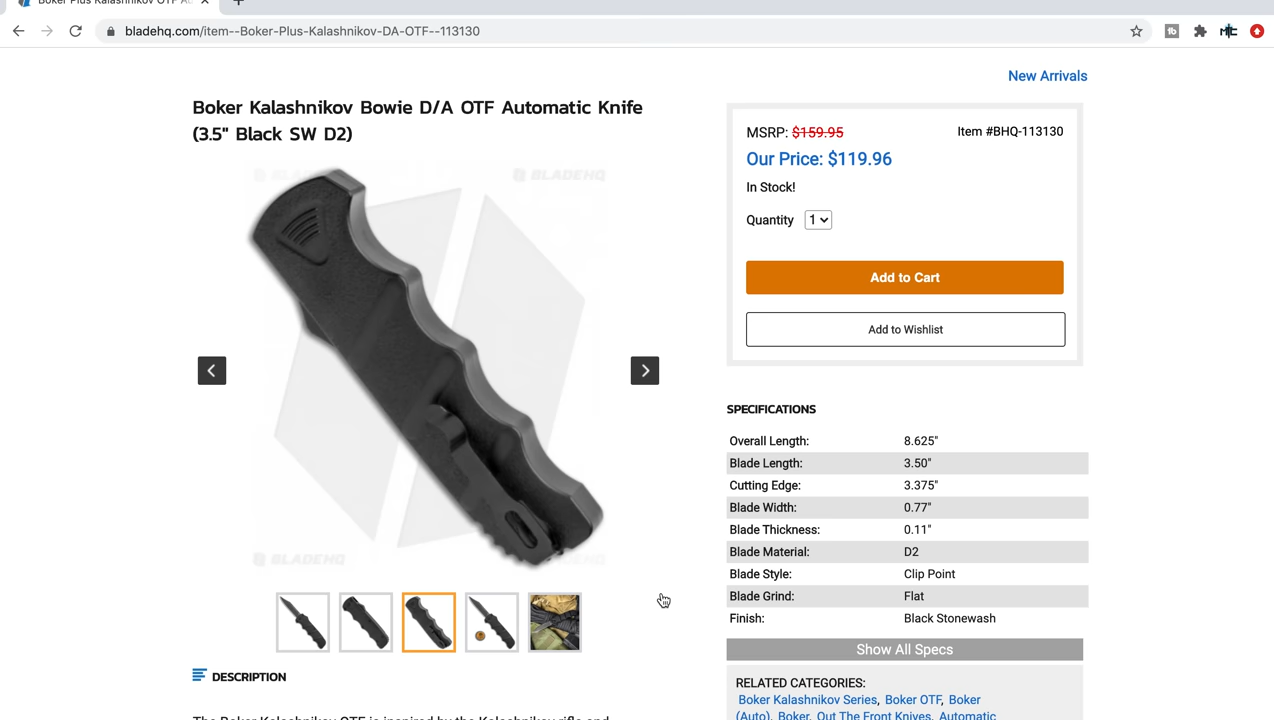 Boker Plus Kalashnikov OTF Au
bladehq.com/item--Boker-Plus-Kalashnikov-DA-OTF--113130
New Arrivals
Boker Kalashnikov Bowie D/A OTF Automatic Knife
(3.5" Black SW D2)
BLADEHQ
BLADEHQ
BLADEHQ
BLADEHQ
MSRP: $159.95
Item #BHQ-113130
Our Price: $119.96
In Stock!
Quantity 1
Add to Cart
Add to Wishlist
SPECIFICATIONS
Overall Length: 8.625"
Blade Length: 3.50"
Cutting Edge: 3.375"
Blade Width: 0.77"
Blade Thickness: 0.11"
Blade Material: D2
Blade Style: Clip Point
Blade Grind: Flat
Finish: Black Stonewash
Show All Specs
RELATED CATEGORIES:
Boker Kalashnikov Series, Boker OTF, Boker
(Auto), Boker, Out The Front Knives, Automatic
DESCRIPTION
The Boker Kalashnikov OTF is inspired by the Kalashnikov rifle and